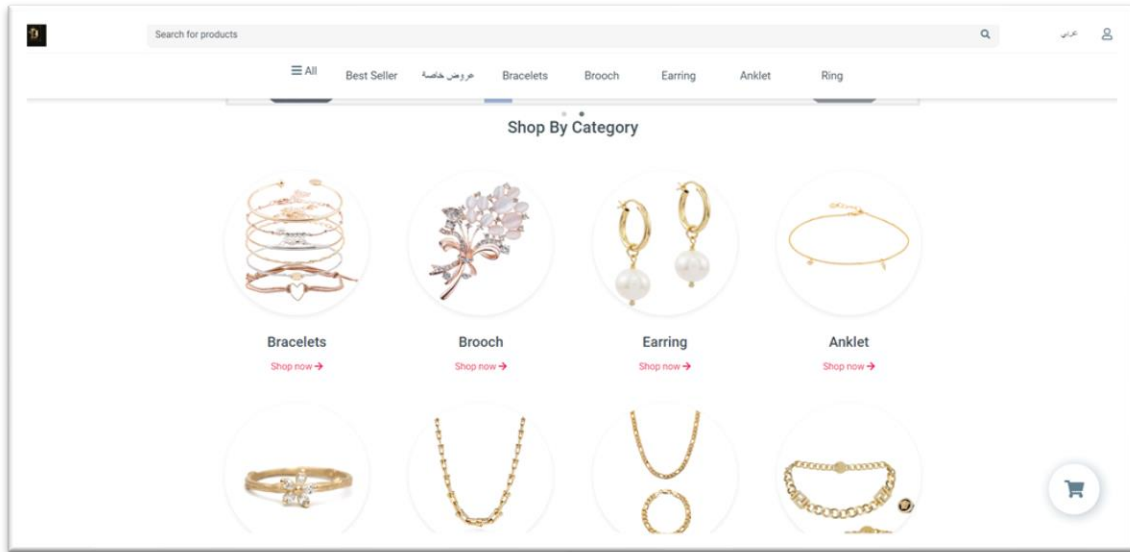 Search for products
عربي
All
Best Seller
عروض خاصة
Bracelets
Brooch
Earring
Anklet
Ring
Shop By Category
Bracelets
Brooch
Earring
Anklet
Shop now
Shop now
Shop now
Shop now